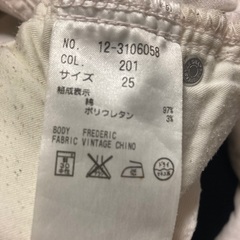 NO. 12-3106058
COL. 201
サイズ 25
組成表示
綿 97%
ポリウレタン 3%
BODY FREDERIC
FABRIC VINTAGE CHINO